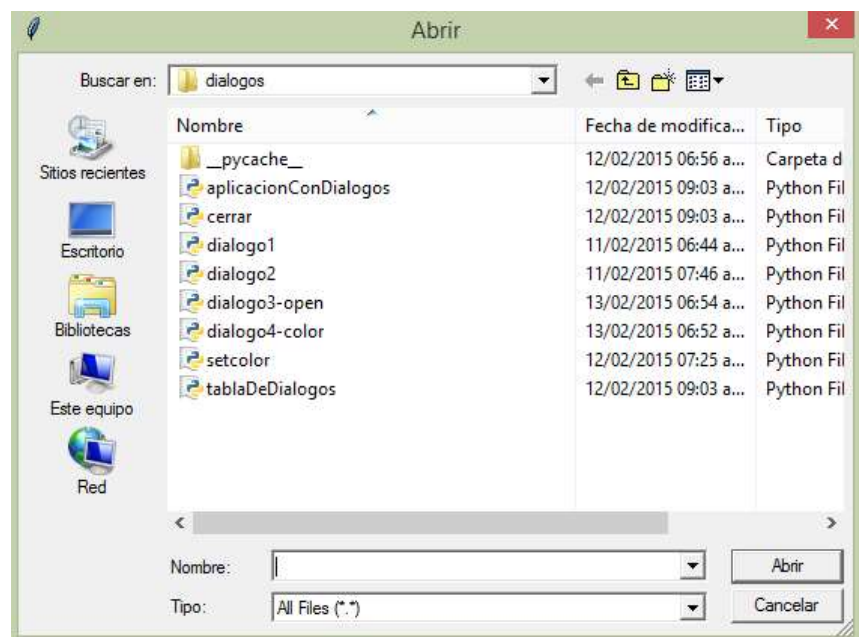 Abrir
Buscar en: dialogos
Nombre Fecha de modifica... Tipo
__pycache__ 12/02/2015 06:56 a... Carpeta d
aplicacionConDialogos 12/02/2015 09:03 a... Python Fil
cerrar 12/02/2015 09:03 a... Python Fil
dialogo1 11/02/2015 06:44 a... Python Fil
dialogo2 11/02/2015 07:46 a... Python Fil
dialogo3-open 13/02/2015 06:54 a... Python Fil
dialogo4-color 13/02/2015 06:52 a... Python Fil
setcolor 12/02/2015 07:25 a... Python Fil
tablaDeDialogos 12/02/2015 09:03 a... Python Fil
Sitios recientes
Escritorio
Bibliotecas
Este equipo
Red
Nombre: Abrir
Tipo: All Files (*.*) Cancelar